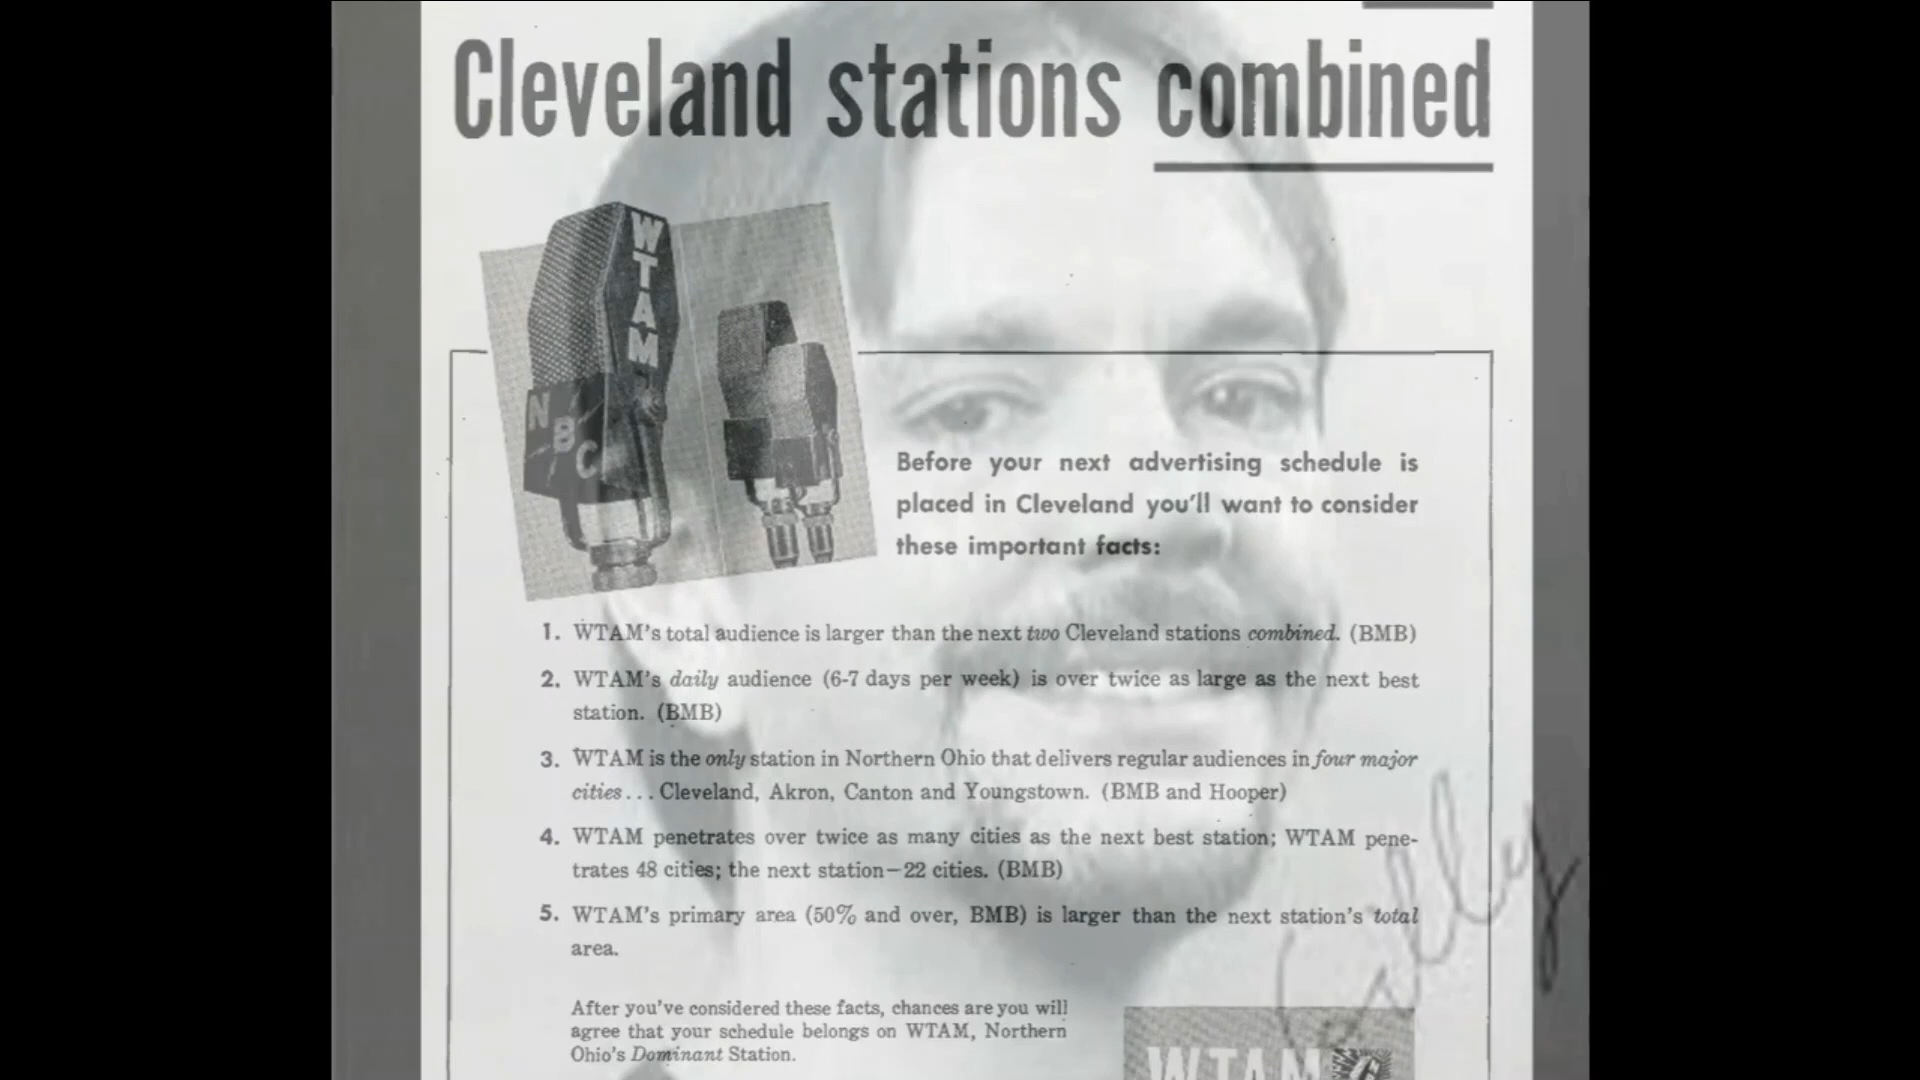 Cleveland stations combined
WTAM
NBC
Before your next advertising schedule is
placed in Cleveland you'll want to consider
these important facts:
1. WTAM's total audience is larger than the next two Cleveland stations combined. (BMB)
2. WTAM's daily audience (6-7 days per week) is over twice as large as the next best
station. (BMB)
3. WTAM is the only station in Northern Ohio that delivers regular audiences in four major
cities... Cleveland, Akron, Canton and Youngstown. (BMB and Hooper)
4. WTAM penetrates over twice as many cities as the next best station; WTAM pene-
trates 48 cities; the next station—22 cities. (BMB)
5. WTAM's primary area (50% and over, BMB) is larger than the next station's total
area.
After you've considered these facts, chances are you will
agree that your schedule belongs on WTAM, Northern
Ohio's Dominant Station.
WTAM